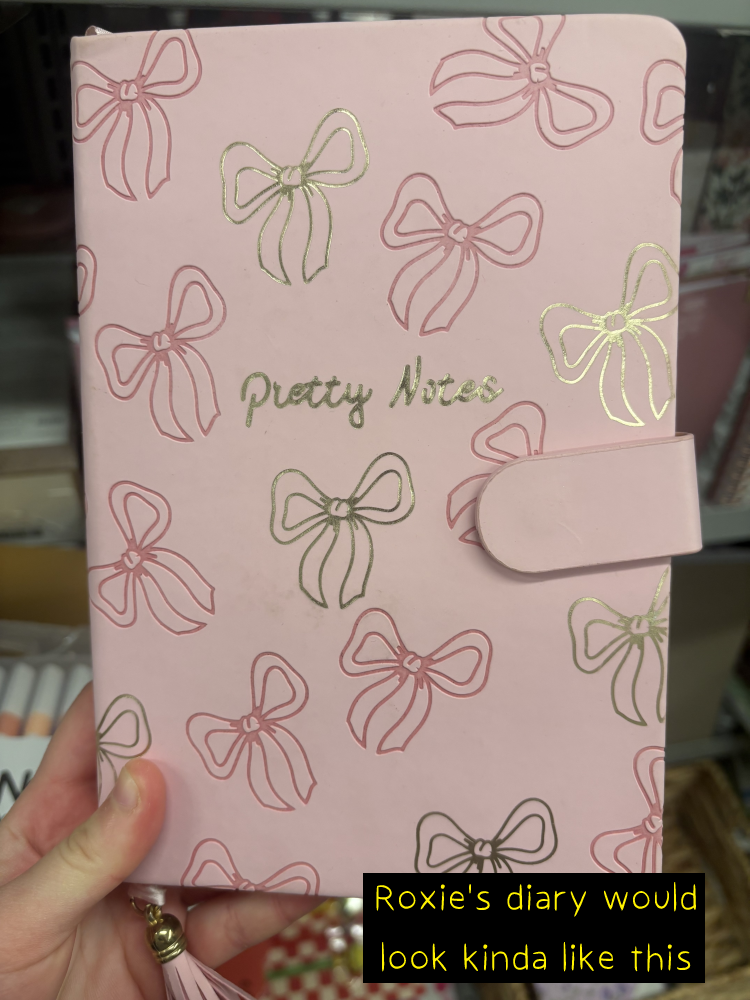 Pretty Notes
Roxie's diary would
look kinda like this